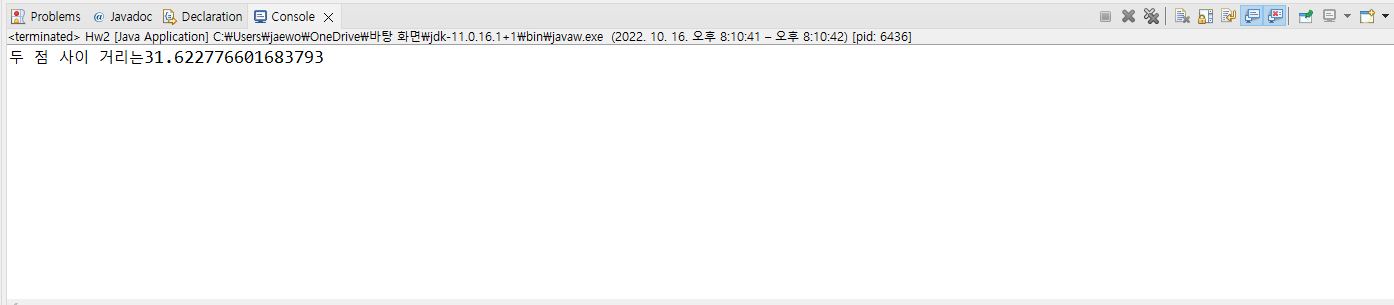 Problems @ Javadoc Declaration Console
<terminated> Hw2 [Java Application] C:₩Users₩jaewo₩OneDrive₩바탕 화면₩jdk-11.0.16.1+1₩bin₩javaw.exe (2022. 10. 16. 오후 8:10:41 – 오후 8:10:42) [pid: 6436]
두 점 사이 거리는31.622776601683793